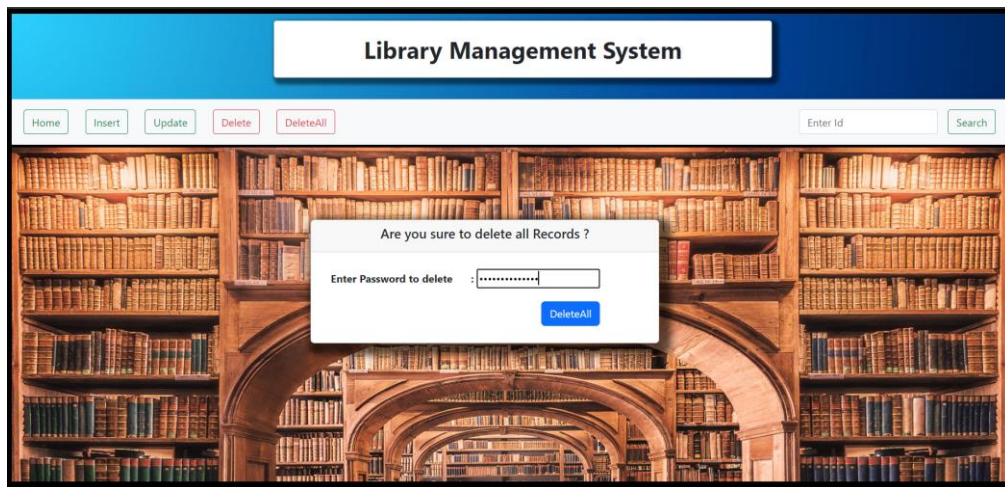 Library Management System
Home Insert Update Delete DeleteAll Enter Id Search
Are you sure to delete all Records ?
Enter Password to delete : ••••••••••••••
DeleteAll